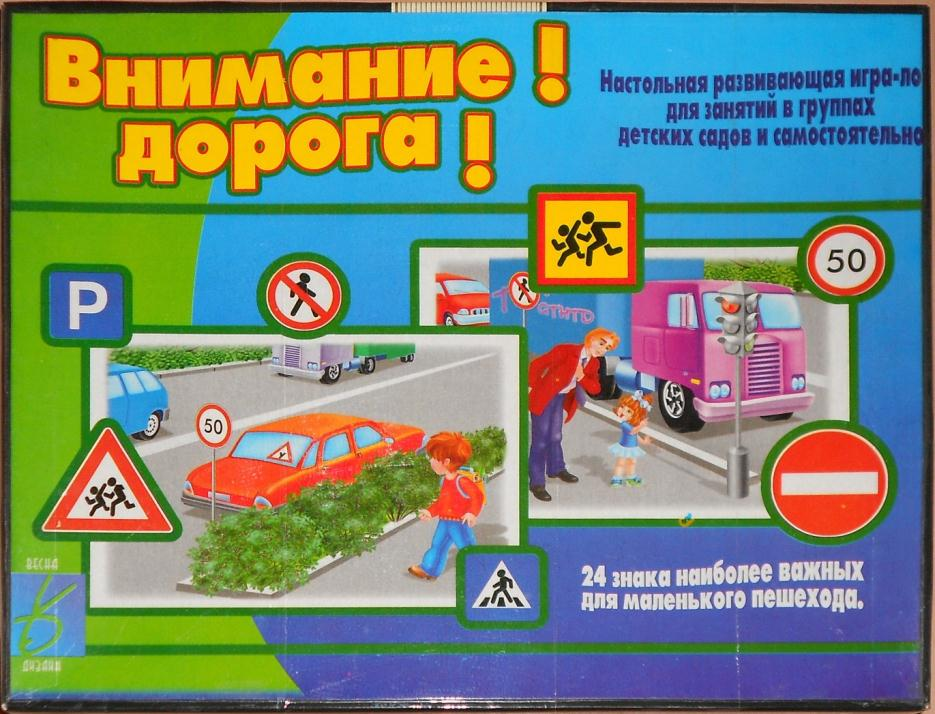 Внимание !
дорога !
Настольная развивающая игра-ло
для занятий в группах
детских садов и самостоятельно
50
P
50
У
24 знака наиболее важных
для маленького пешехода.
ВЕСНА
ДИЗАЙН